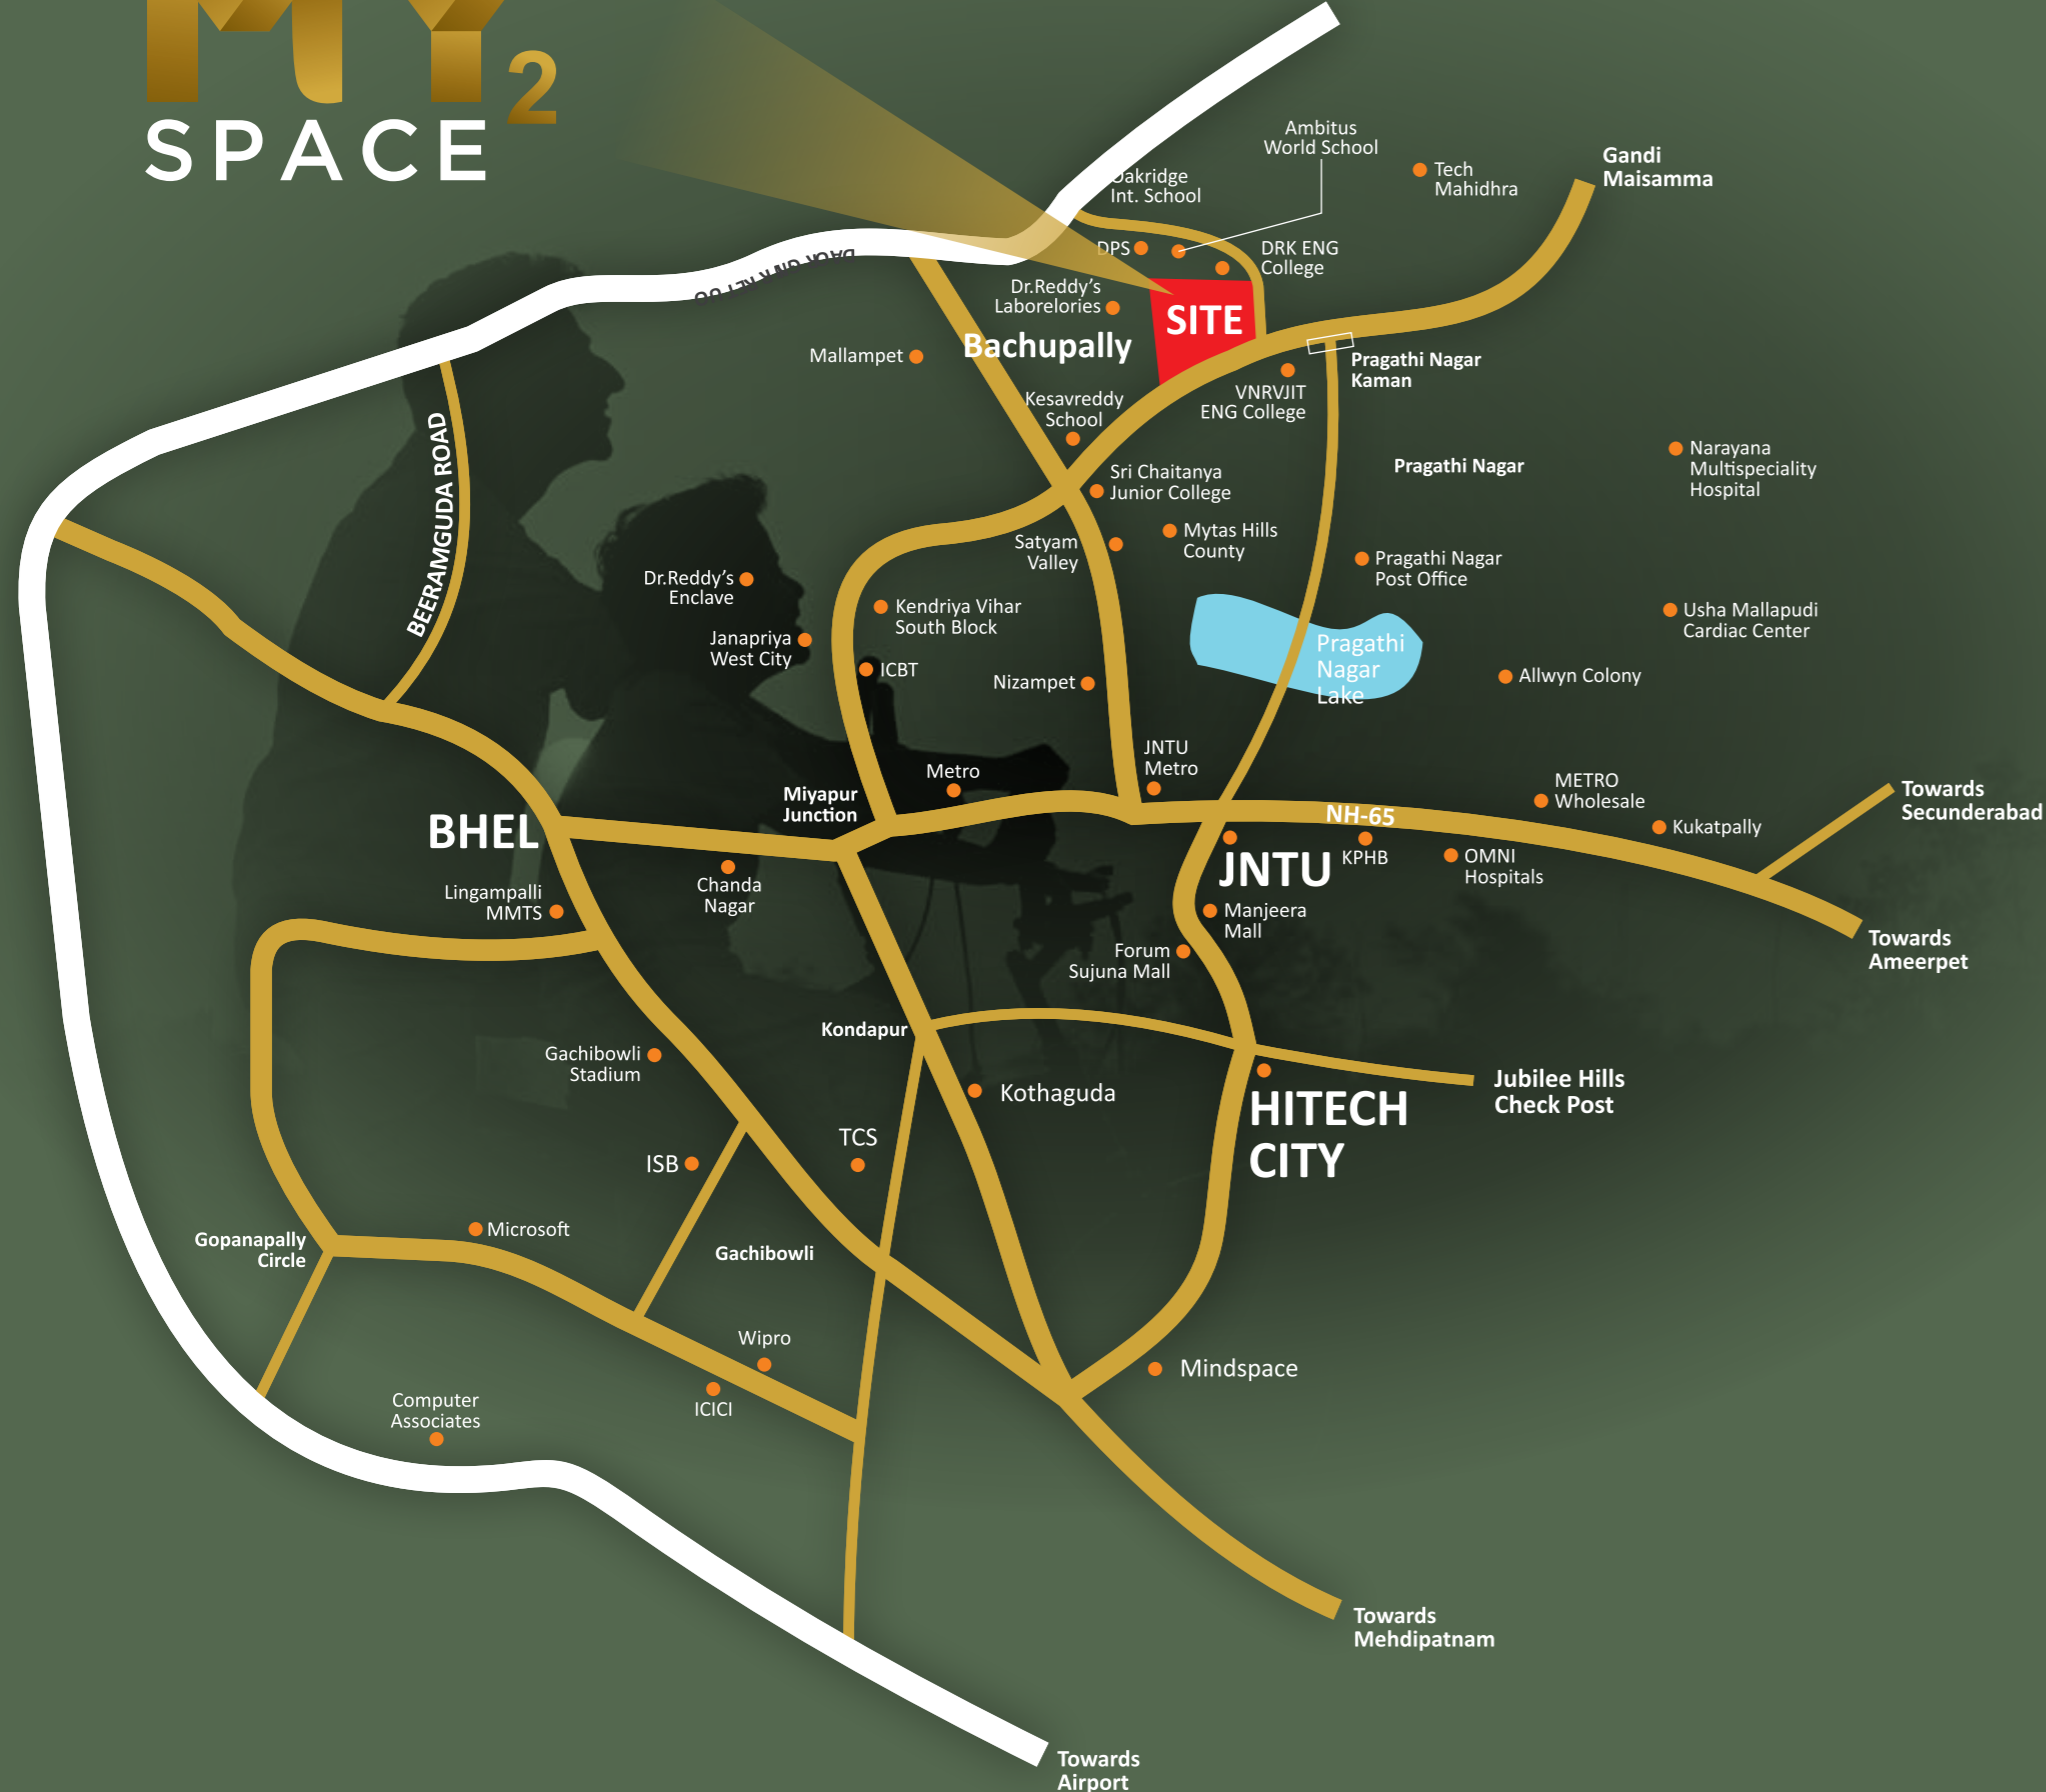 MY2
SPACE
Ambitus
World School
Tech
Mahidhra
Gandi
Maisamma
Oakridge
Int. School
DPS
DRK ENG
College
Dr.Reddy's
Laborelories
SITE
Bachupally
Mallampet
Pragathi Nagar
Kaman
VNRVJIT
ENG College
Kesavreddy
School
BEERAMGUDA ROAD
Pragathi Nagar
Narayana
Multispeciality
Hospital
Sri Chaitanya
Junior College
Mytas Hills
County
Satyam
Valley
Pragathi Nagar
Post Office
Dr.Reddy's
Enclave
Kendriya Vihar
South Block
Usha Mallapudi
Cardiac Center
Janapriya
West City
Pragathi
Nagar
Lake
ICBT
Nizampet
Allwyn Colony
JNTU
Metro
Metro
Miyapur
Junction
METRO
Wholesale
Towards
Secunderabad
NH-65
BHEL
Kukatpally
JNTU
KPHB
OMNI
Hospitals
Chanda
Nagar
Lingampalli
MMTS
Manjeera
Mall
Towards
Ameerpet
Forum
Sujuna Mall
Kondapur
Gachibowli
Stadium
Kothaguda
Jubilee Hills
Check Post
HITECH
CITY
TCS
ISB
Microsoft
Gopanapally
Circle
Gachibowli
Wipro
Mindspace
Computer
Associates
ICICI
Towards
Mehdipatnam
Towards
Airport